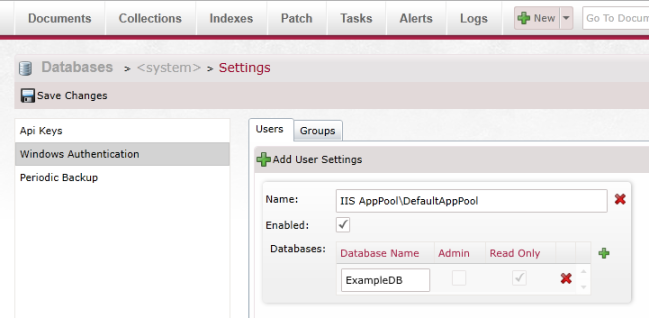 Documents Collections Indexes Patch Tasks Alerts Logs New Go To Docum
Databases > <system> > Settings
Save Changes
Api Keys
Windows Authentication
Periodic Backup
Users Groups
Add User Settings
Name: IIS AppPool\DefaultAppPool
Enabled:
Databases: Database Name Admin Read Only
ExampleDB